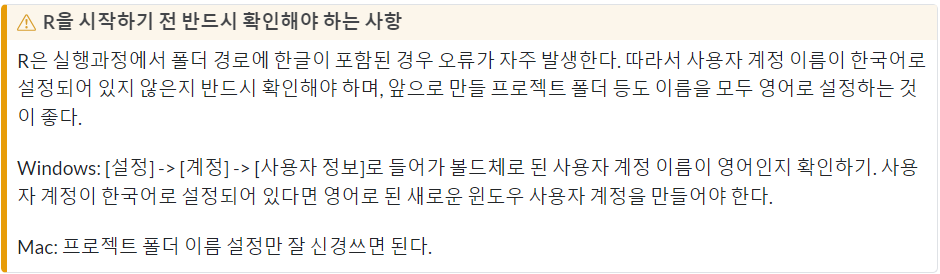 R을 시작하기 전 반드시 확인해야 하는 사항
R은 실행과정에서 폴더 경로에 한글이 포함된 경우 오류가 자주 발생한다. 따라서 사용자 계정 이름이 한국어로
설정되어 있지 않은지 반드시 확인해야 하며, 앞으로 만들 프로젝트 폴더 등도 이름을 모두 영어로 설정하는 것
이 좋다.
Windows: [설정] -> [계정] -> [사용자 정보]로 들어가 볼드체로 된 사용자 계정 이름이 영어인지 확인하기. 사용
자 계정이 한국어로 설정되어 있다면 영어로 된 새로운 윈도우 사용자 계정을 만들어야 한다.
Mac: 프로젝트 폴더 이름 설정만 잘 신경쓰면 된다.